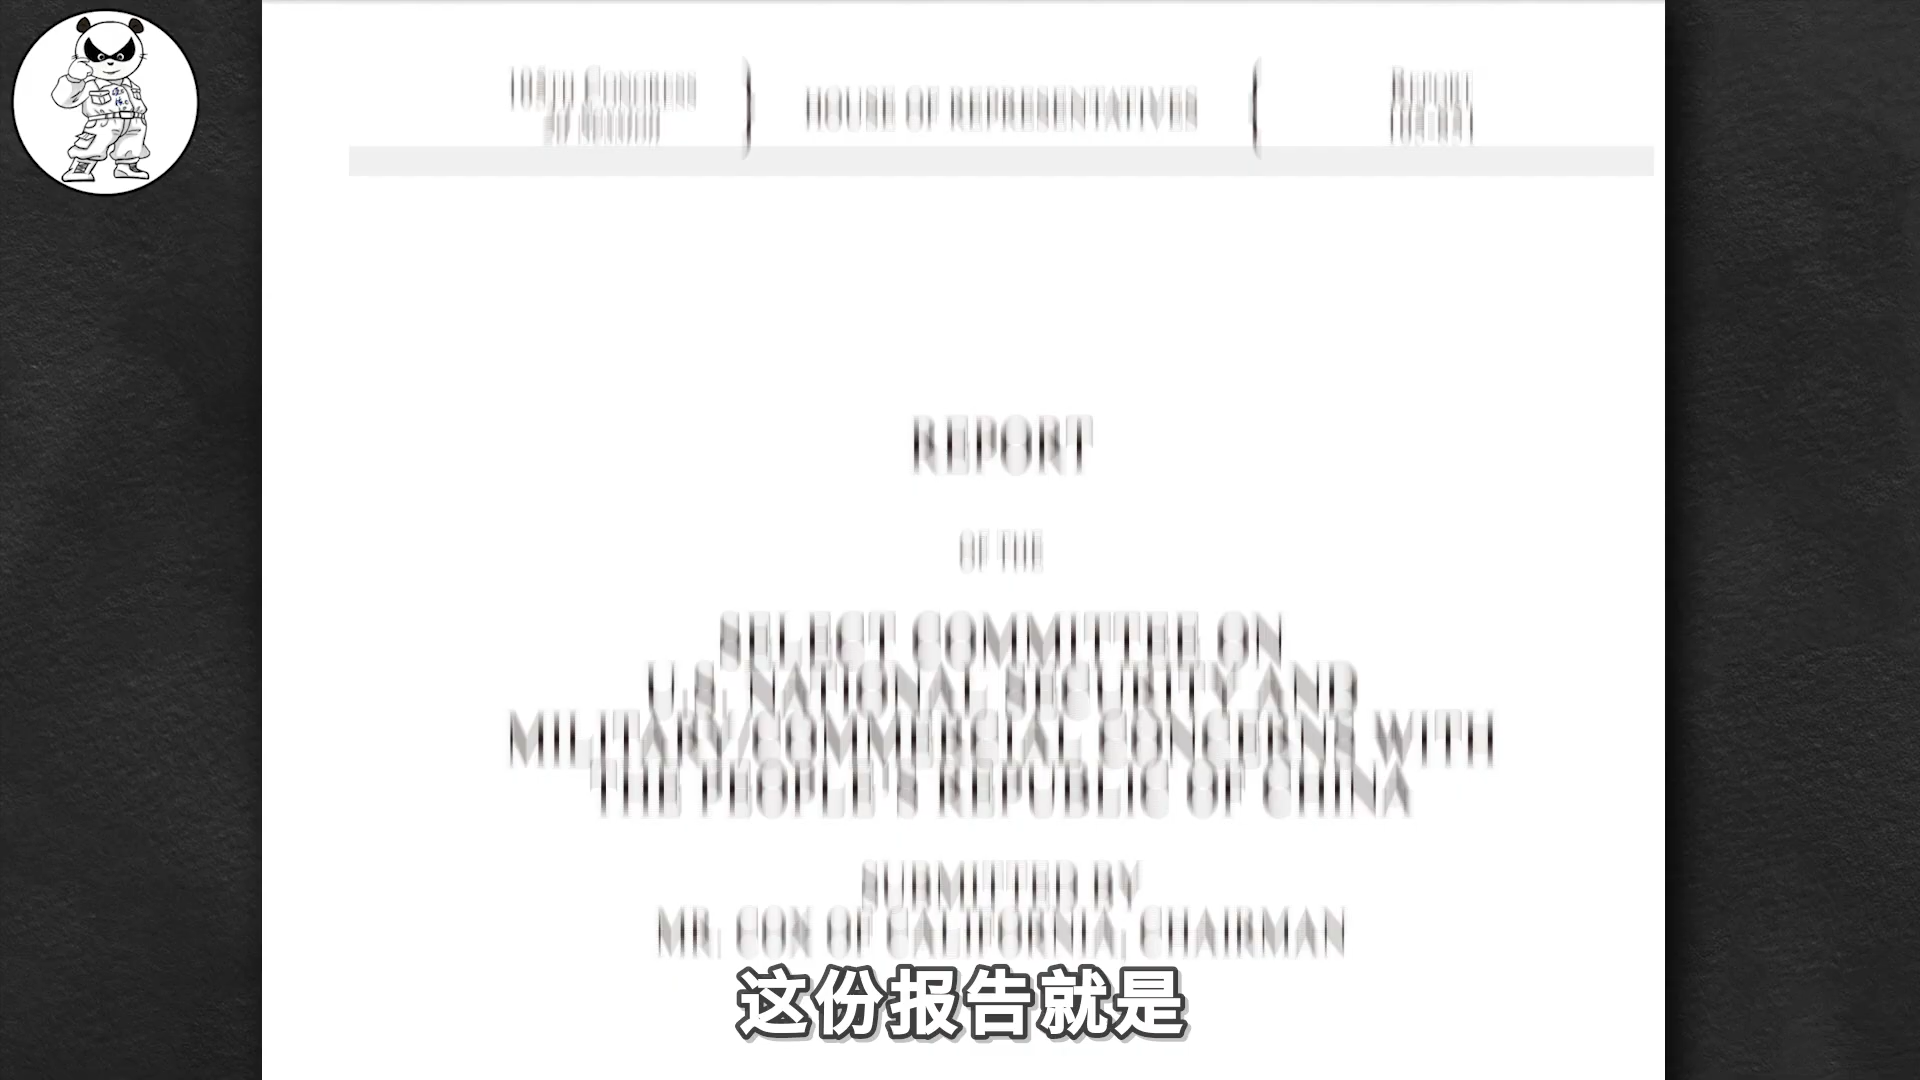 HOUSE OF REPRESENTATIVES
REPORT
REPORT
OF THE
SELECT COMMITTEE ON
U.S. NATIONAL SECURITY AND
MILITARY/COMMERCIAL CONCERNS WITH
THE PEOPLE'S REPUBLIC OF CHINA
SUBMITTED BY
MR. COX OF CALIFORNIA, CHAIRMAN
这份报告就是